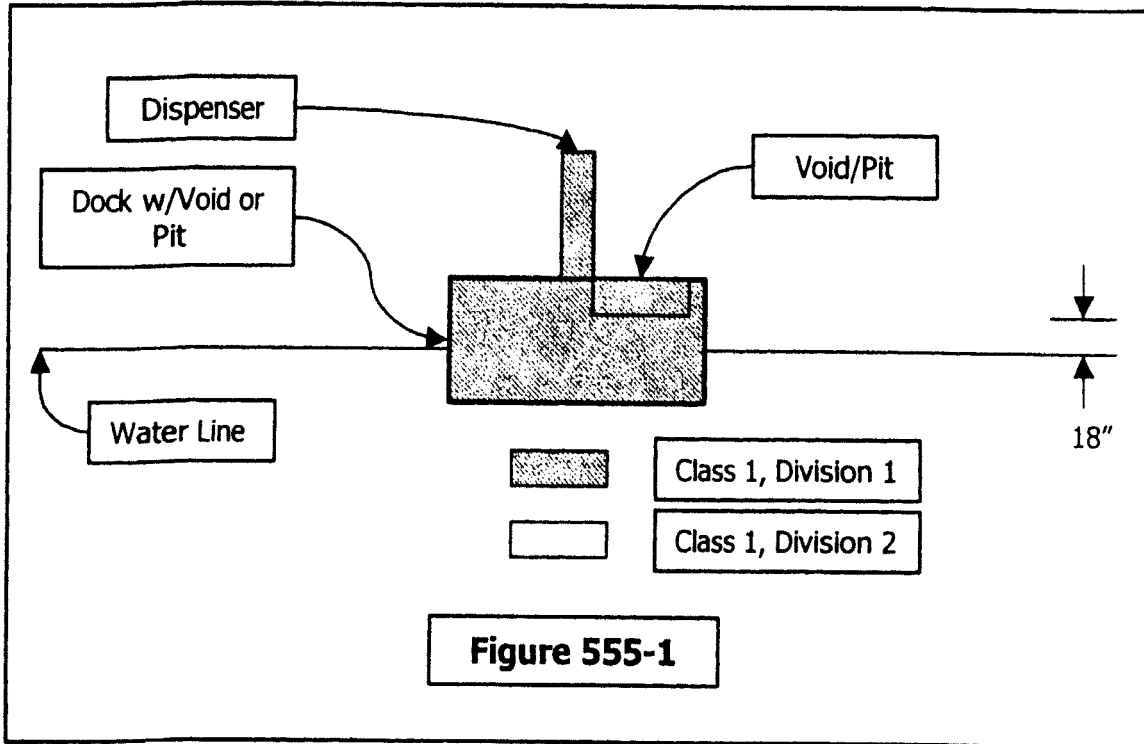 Dispenser
Void/Pit
Dock w/Void or
Pit
Water Line
18"
Class 1, Division 1
Class 1, Division 2
Figure 555-1